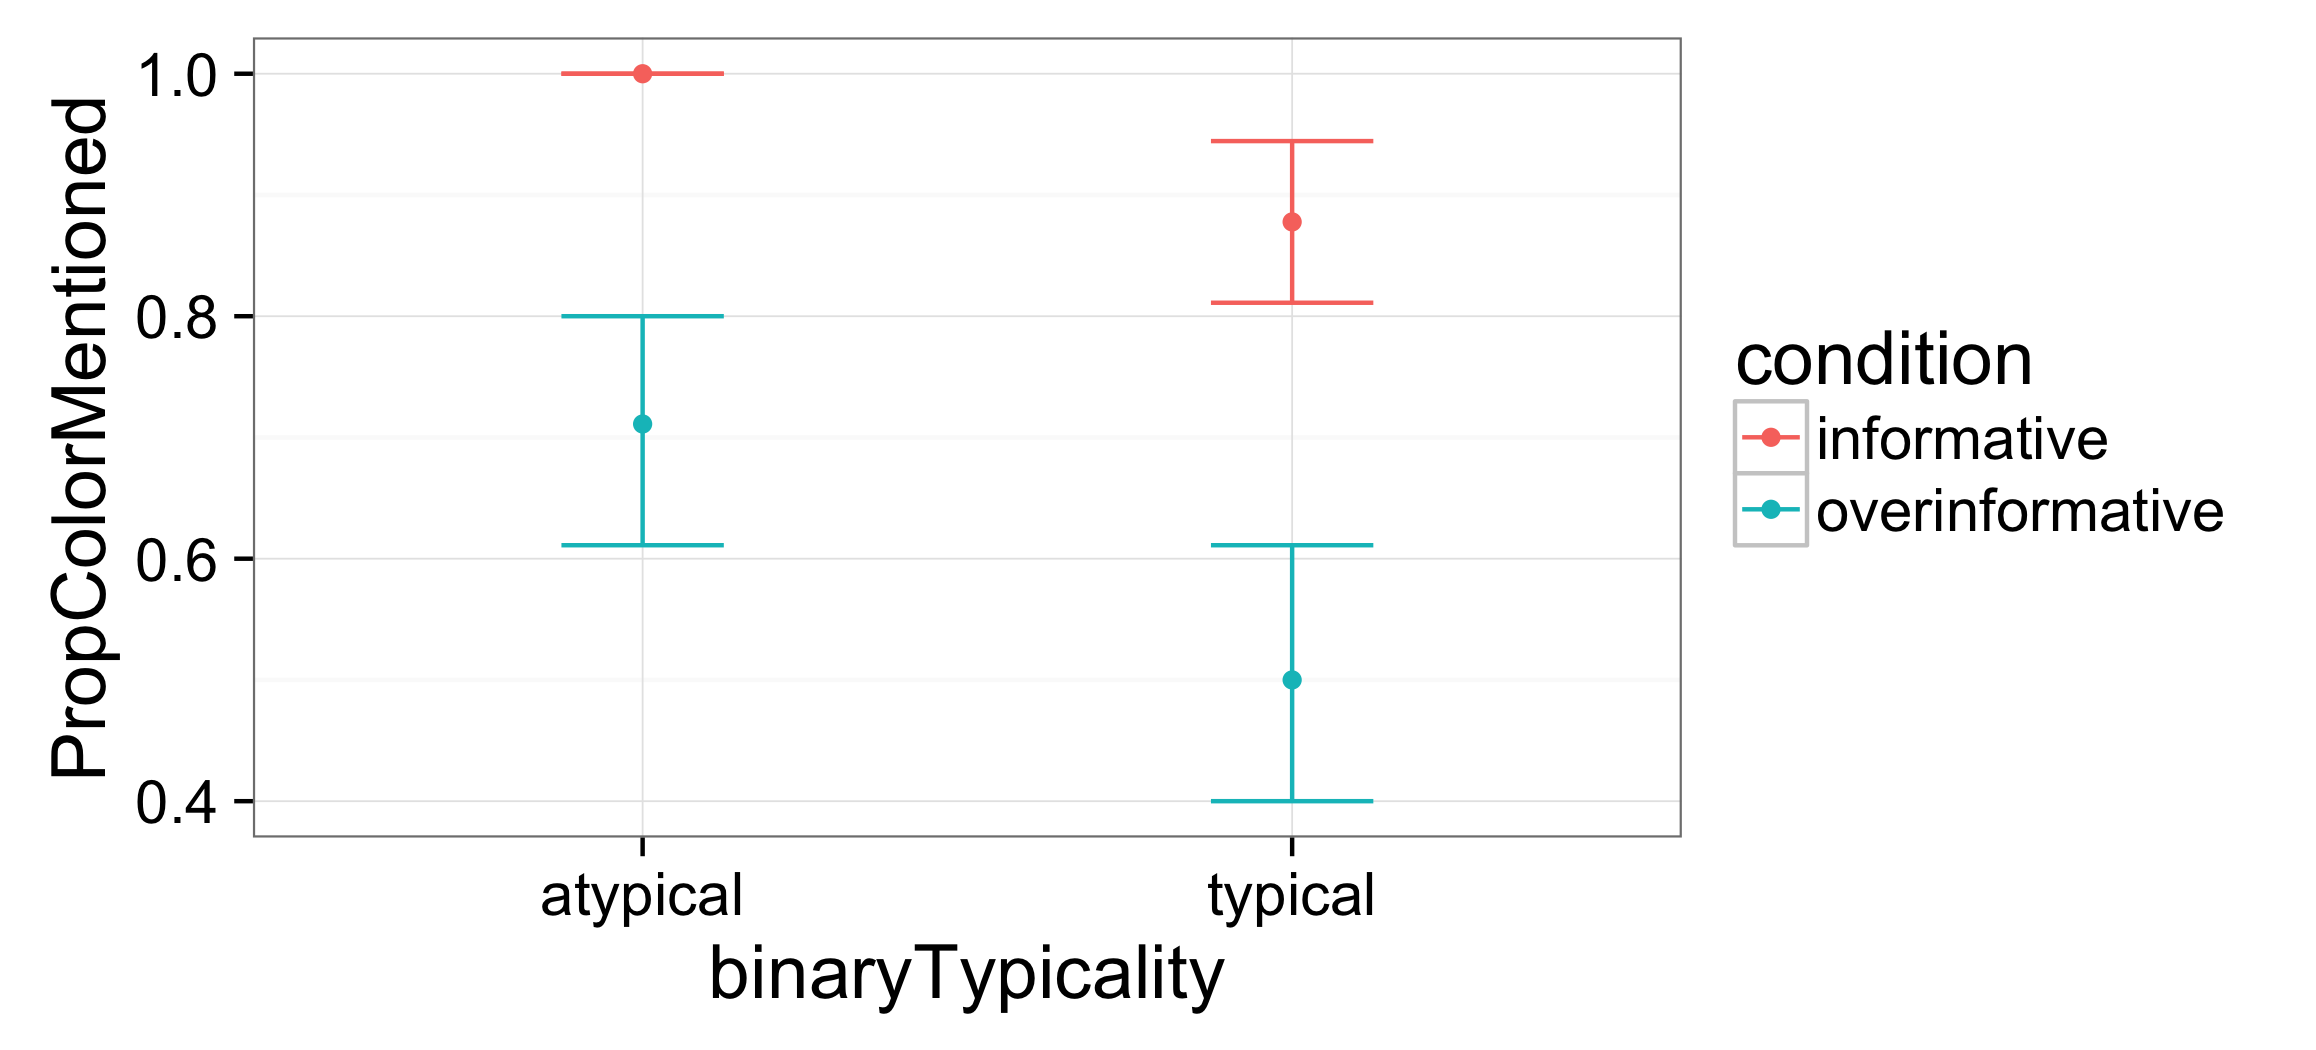 PropColorMentioned
1.0
0.8
0.6
0.4
atypical
typical
binaryTypicality
condition
informative
overinformative